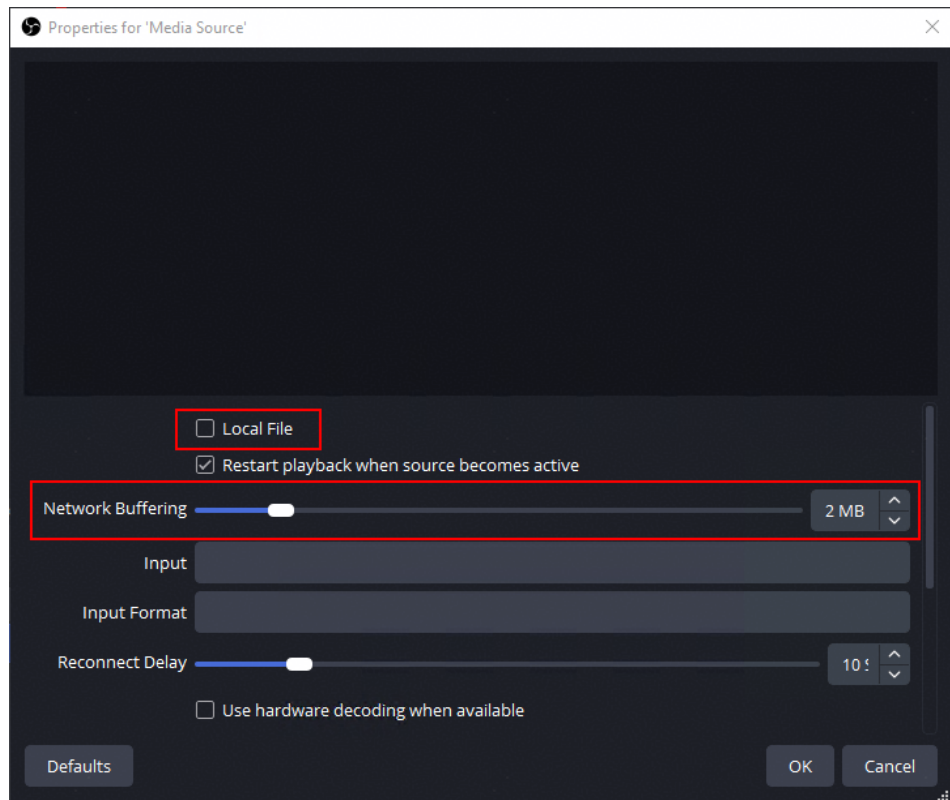 Properties for 'Media Source'
Local File
Restart playback when source becomes active
Network Buffering 2 MB
Input
Input Format
Reconnect Delay 10 S
Use hardware decoding when available
Defaults OK Cancel